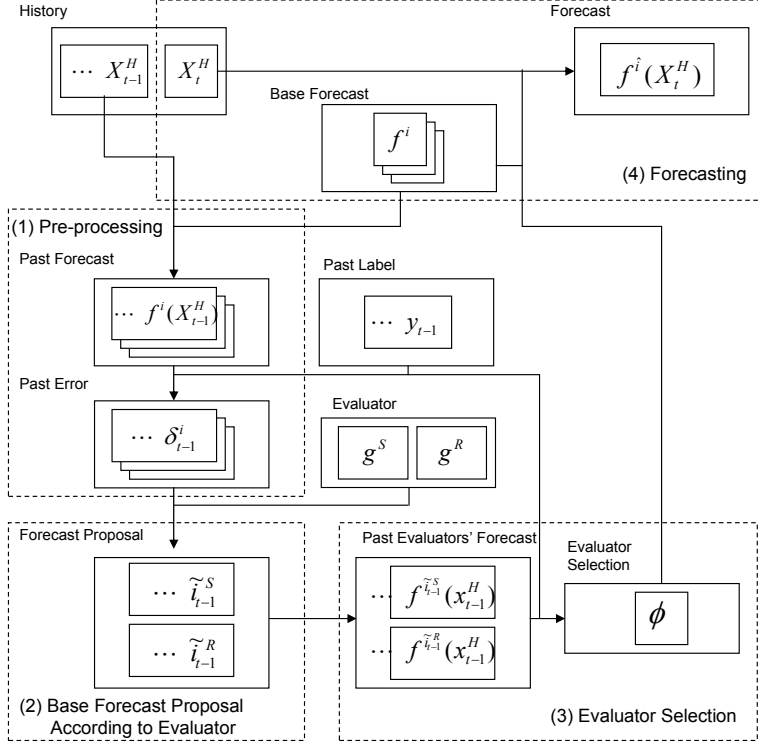 History
Forecast
⋯ X_{t-1}^H
X_t^H
f^{\hat{i}}(X_t^H)
Base Forecast
f^i
(4) Forecasting
(1) Pre-processing
Past Forecast
Past Label
⋯ f^i(X_{t-1}^H)
⋯ y_{t-1}
Past Error
Evaluator
⋯ δ_{t-1}^i
g^S
g^R
Forecast Proposal
Past Evaluators' Forecast
Evaluator
Selection
⋯ \tilde{i}_{t-1}^S
⋯ f^{\tilde{i}_{t-1}^S}(x_{t-1}^H)
ϕ
⋯ \tilde{i}_{t-1}^R
⋯ f^{\tilde{i}_{t-1}^R}(x_{t-1}^H)
(2) Base Forecast Proposal
According to Evaluator
(3) Evaluator Selection